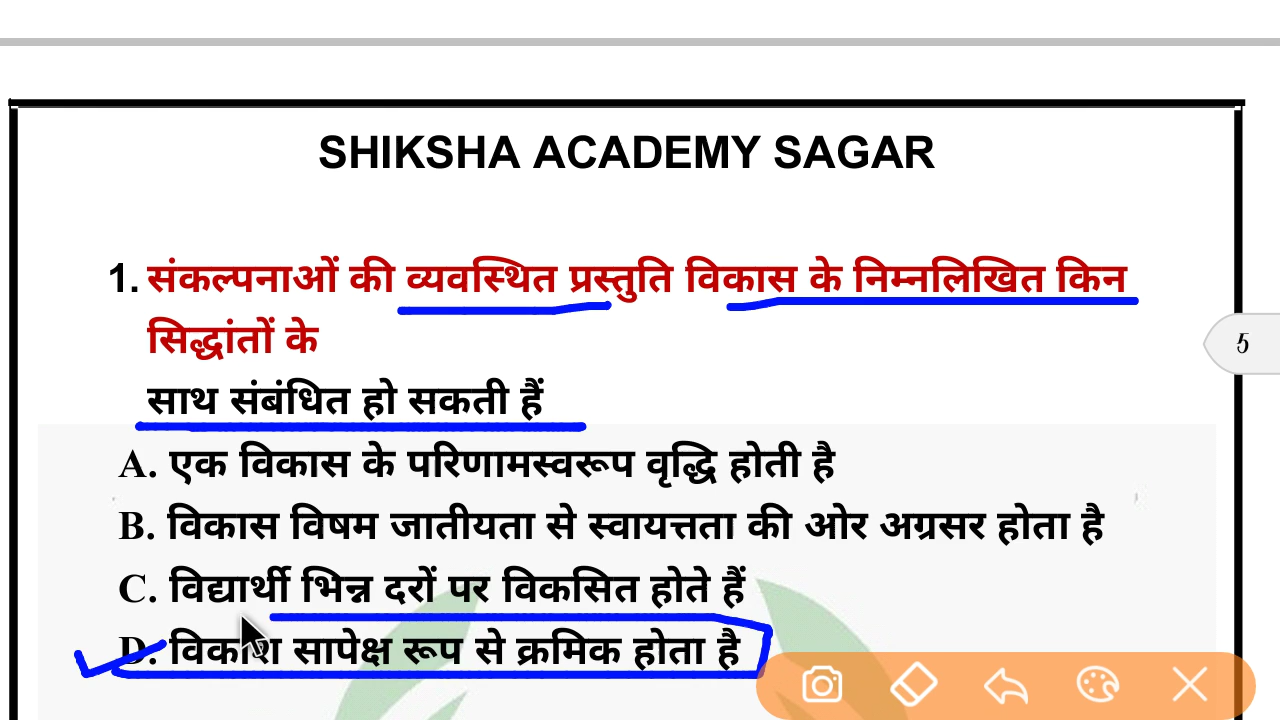 SHIKSHA ACADEMY SAGAR
1. संकल्पनाओं की व्यवस्थित प्रस्तुति विकास के निम्नलिखित किन
सिद्धांतों के
साथ संबंधित हो सकती हैं
A. एक विकास के परिणामस्वरूप वृद्धि होती है
B. विकास विषम जातीयता से स्वायत्तता की ओर अग्रसर होता है
C. विद्यार्थी भिन्न दरों पर विकसित होते हैं
D. विकाश सापेक्ष रूप से क्रमिक होता है
5